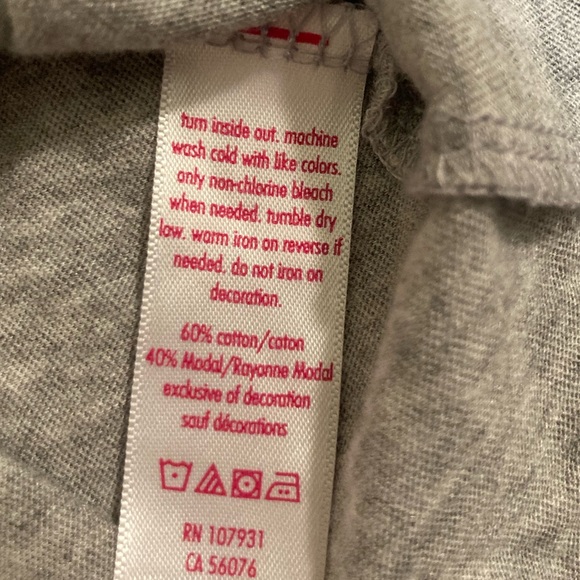 turn inside out. machine
wash cold with like colors.
only non-chlorine bleach
when needed. tumble dry
low. warm iron on reverse if
needed. do not iron on
decoration.
60% cotton/coton
40% Modal/Rayonne Modal
exclusive of decoration
sauf décorations
RN 107931
CA 56076